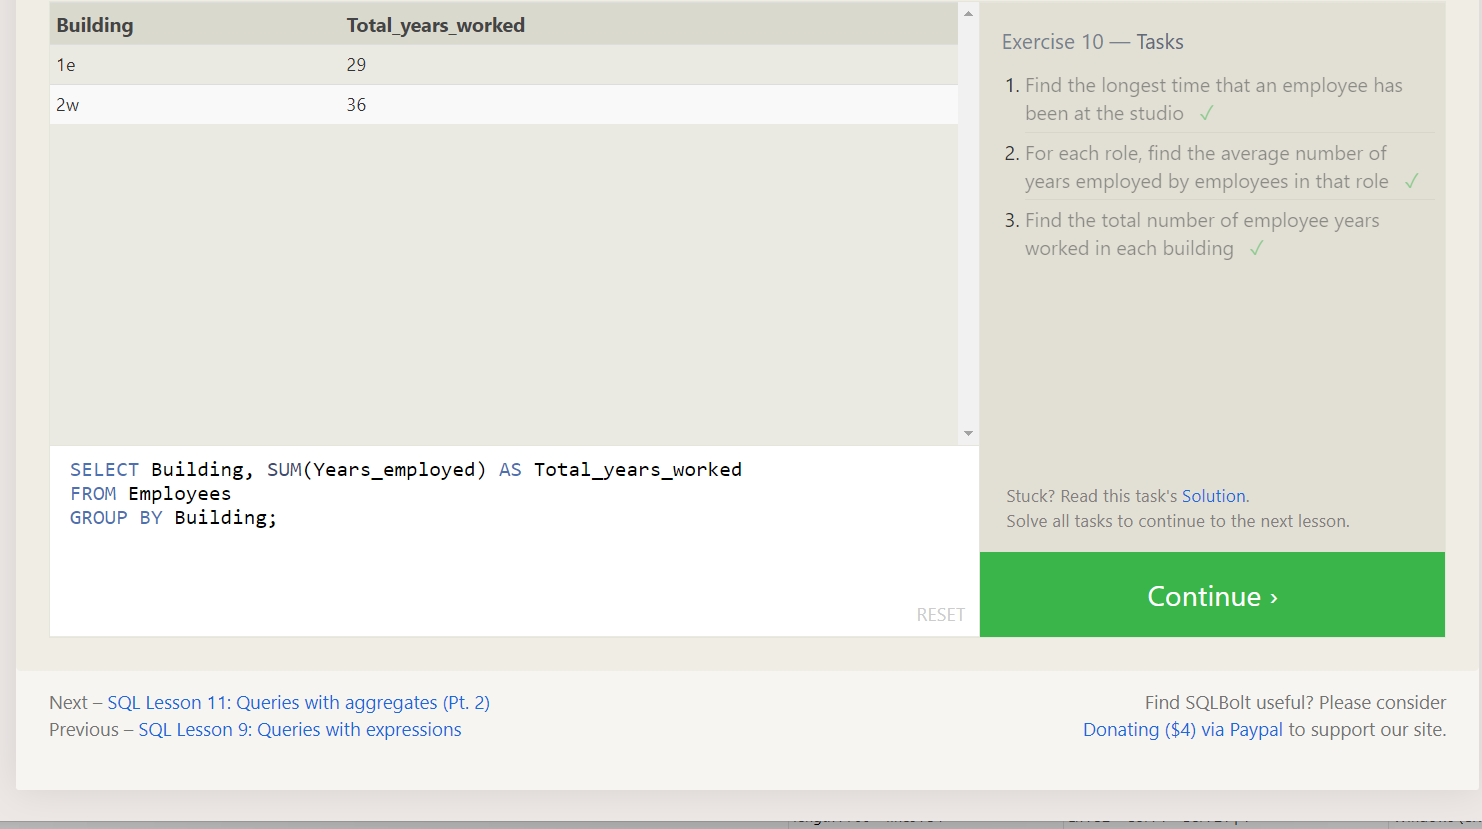 Building Total_years_worked
1e 29
2w 36
SELECT Building, SUM(Years_employed) AS Total_years_worked
FROM Employees
GROUP BY Building;
RESET
Exercise 10 — Tasks
1. Find the longest time that an employee has
been at the studio ✓
2. For each role, find the average number of
years employed by employees in that role ✓
3. Find the total number of employee years
worked in each building ✓
Stuck? Read this task's Solution.
Solve all tasks to continue to the next lesson.
Continue ›
Next – SQL Lesson 11: Queries with aggregates (Pt. 2)
Previous – SQL Lesson 9: Queries with expressions
Find SQLBolt useful? Please consider
Donating ($4) via Paypal to support our site.